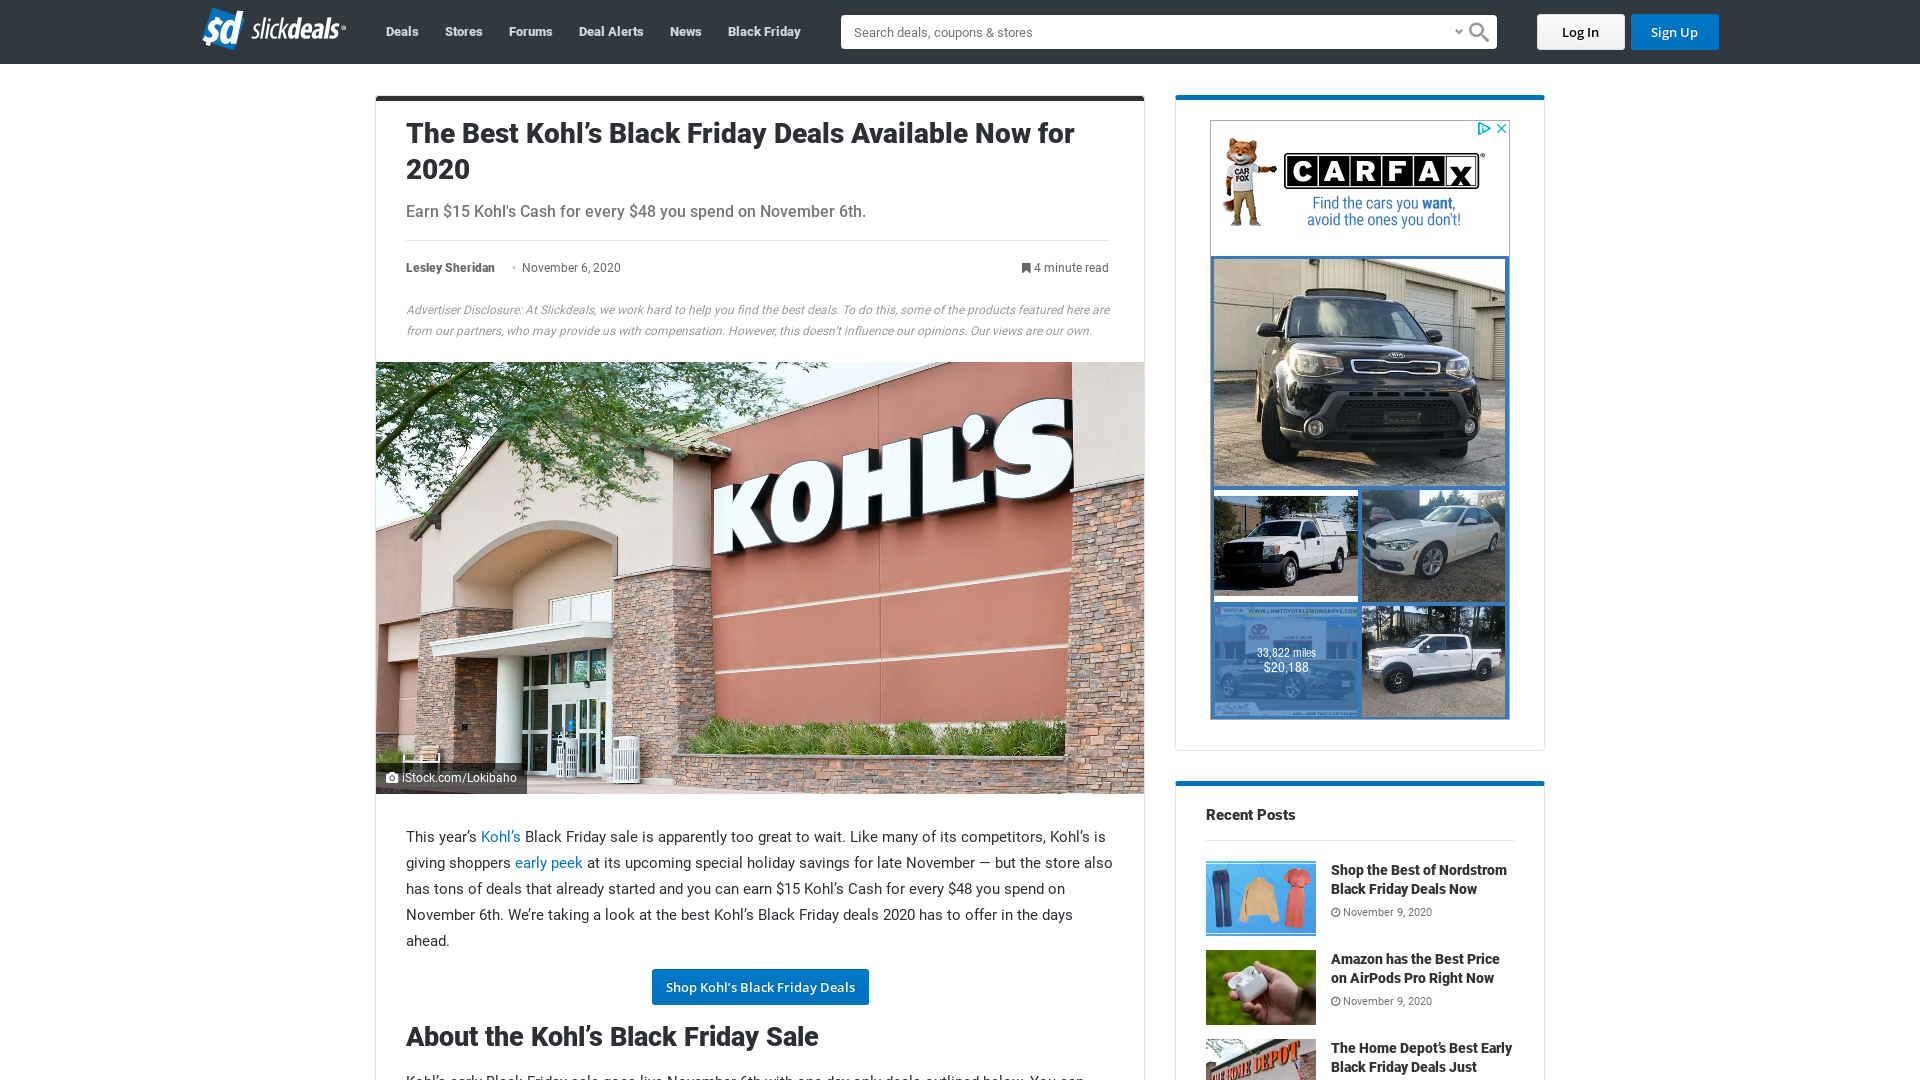 $d slickdeals
Deals
Stores
Forums
Deal Alerts
News
Black Friday
Search deals, coupons & stores
Log In
Sign Up
The Best Kohl’s Black Friday Deals Available Now for
2020
Earn $15 Kohl's Cash for every $48 you spend on November 6th.
Lesley Sheridan • November 6, 2020
4 minute read
Advertiser Disclosure: At Slickdeals, we work hard to help you find the best deals. To do this, some of the products featured here are
from our partners, who may provide us with compensation. However, this doesn’t influence our opinions. Our views are our own.
KOHL’S
iStock.com/Lokibaho
This year’s Kohl’s Black Friday sale is apparently too great to wait. Like many of its competitors, Kohl’s is
giving shoppers early peek at its upcoming special holiday savings for late November — but the store also
has tons of deals that already started and you can earn $15 Kohl’s Cash for every $48 you spend on
November 6th. We’re taking a look at the best Kohl’s Black Friday deals 2020 has to offer in the days
ahead.
Shop Kohl’s Black Friday Deals
About the Kohl’s Black Friday Sale
Kohl’s early Black Friday sale goes live November 6th with one-day only deals outlined below. You can
CAR
FOX
CARFAX
Find the cars you want,
avoid the ones you don't!
KIA
TOYOTA
WWW.LHMTOYOTALEMONGROVE.COM
TOYOTA
33,822 miles
$20,188
Recent Posts
Shop the Best of Nordstrom
Black Friday Deals Now
November 9, 2020
Amazon has the Best Price
on AirPods Pro Right Now
November 9, 2020
THE HOME DEPOT
The Home Depot’s Best Early
Black Friday Deals Just